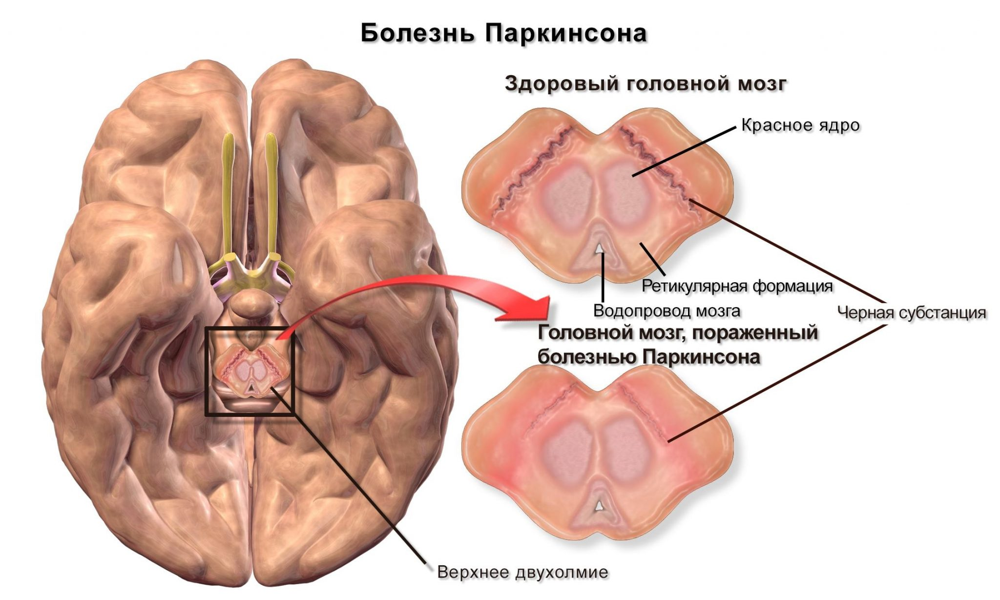 Болезнь Паркинсона
Здоровый головной мозг
Красное ядро
Ретикулярная формация
Водопровод мозга
Черная субстанция
Головной мозг, пораженный
болезнью Паркинсона
Верхнее двухолмие